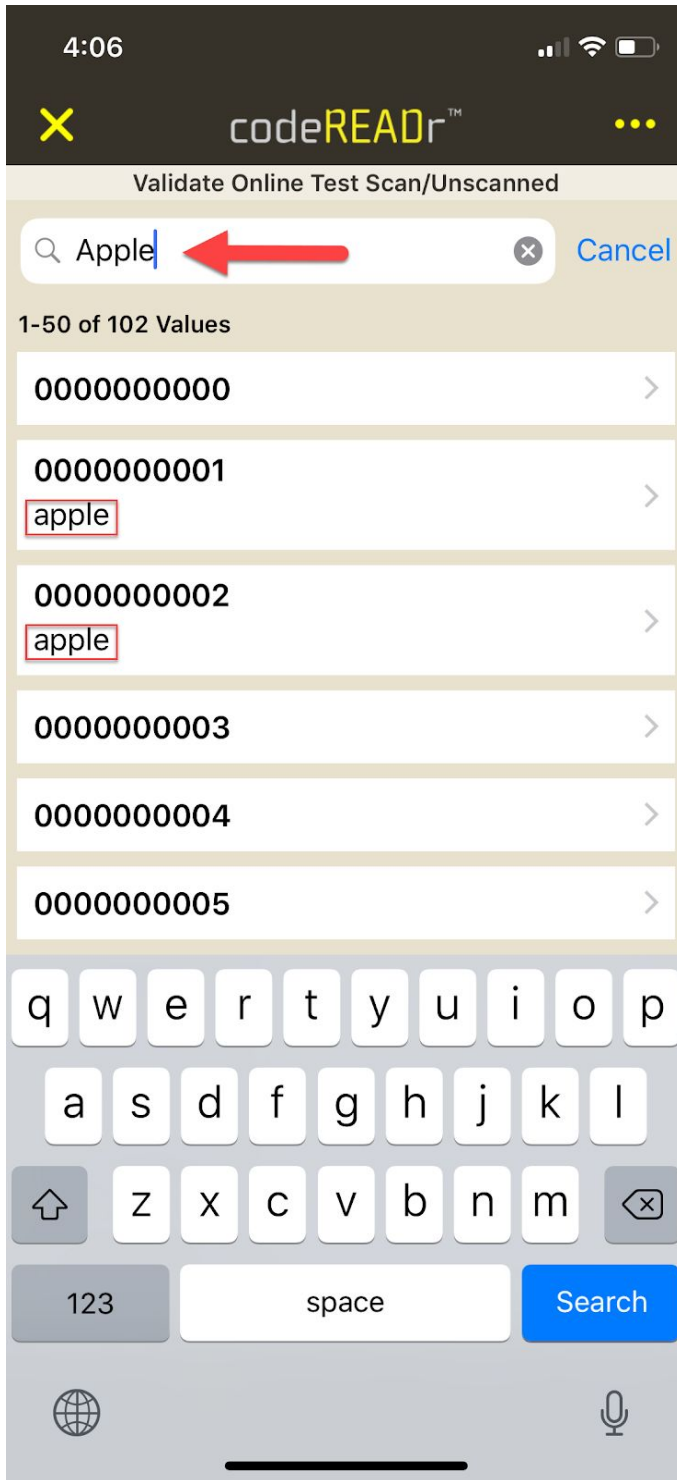 4:06
codeREADr™
Validate Online Test Scan/Unscanned
Apple Cancel
1-50 of 102 Values
0000000000
0000000001
apple
0000000002
apple
0000000003
0000000004
0000000005
q w e r t y u i o p
a s d f g h j k l
z x c v b n m
123 space Search